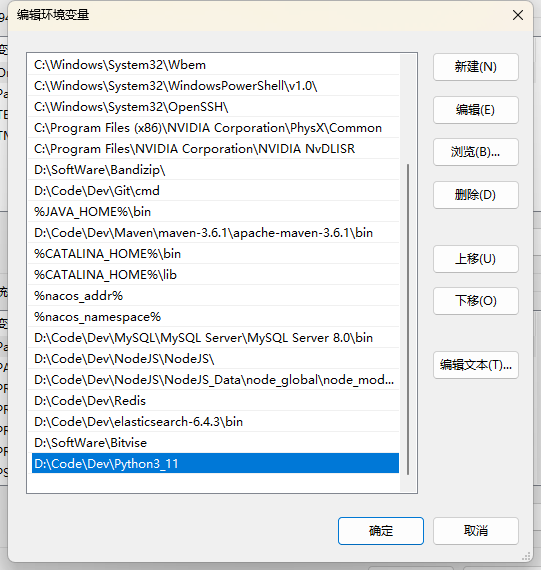 编辑环境变量
C:\Windows\System32\Wbem
C:\Windows\System32\WindowsPowerShell\v1.0\
C:\Windows\System32\OpenSSH\
C:\Program Files (x86)\NVIDIA Corporation\PhysX\Common
C:\Program Files\NVIDIA Corporation\NVIDIA NvDLISR
D:\SoftWare\Bandizip\
D:\Code\Dev\Git\cmd
%JAVA_HOME%\bin
D:\Code\Dev\Maven\maven-3.6.1\apache-maven-3.6.1\bin
%CATALINA_HOME%\bin
%CATALINA_HOME%\lib
%nacos_addr%
%nacos_namespace%
D:\Code\Dev\MySQL\MySQL Server\MySQL Server 8.0\bin
D:\Code\Dev\NodeJS\NodeJS\
D:\Code\Dev\NodeJS\NodeJS_Data\node_global\node_mod...
D:\Code\Dev\Redis
D:\Code\Dev\elasticsearch-6.4.3\bin
D:\SoftWare\Bitvise
D:\Code\Dev\Python3_11
新建(N)
编辑(E)
浏览(B)...
删除(D)
上移(U)
下移(O)
编辑文本(T)...
确定
取消